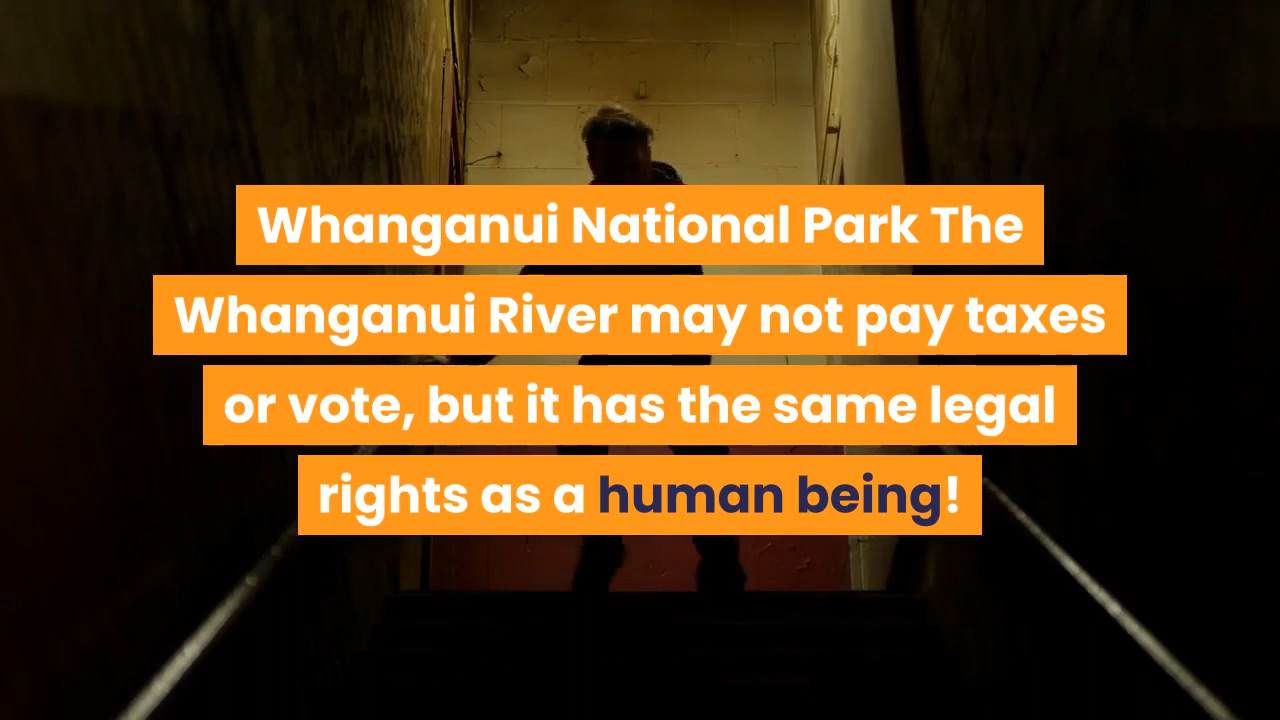 Whanganui National Park The
Whanganui River may not pay taxes
or vote, but it has the same legal
rights as a human being!